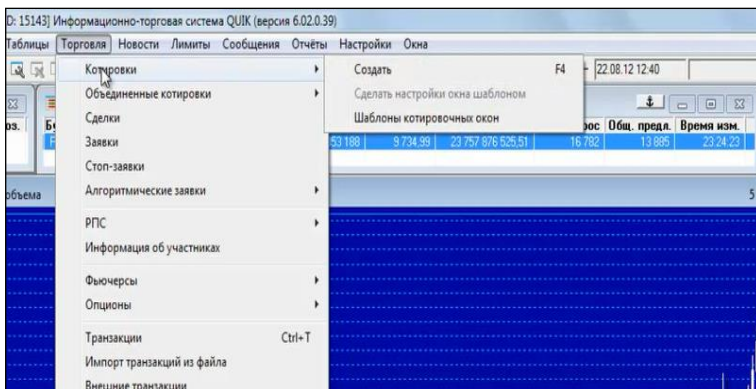 D: 15143] Информационно-торговая система QUIK (версия 6.02.0.39)
Таблицы Торговля Новости Лимиты Сообщения Отчёты Настройки Окна
Котировки
Создать F4
22.08.12 12:40
Объединенные котировки
Сделать настройки окна шаблоном
Сделки
Шаблоны котировочных окон
оз.
рос Общ. предл. Время изм.
Заявки
53 188 9 734,99 23 757 876 525,51 16 782 13 885 23:24:23
Стоп-заявки
Алгоритмические заявки
объема
5
РПС
Информация об участниках
Фьючерсы
Опционы
Транзакции Ctrl+T
Импорт транзакций из файла
Внешние транзакции